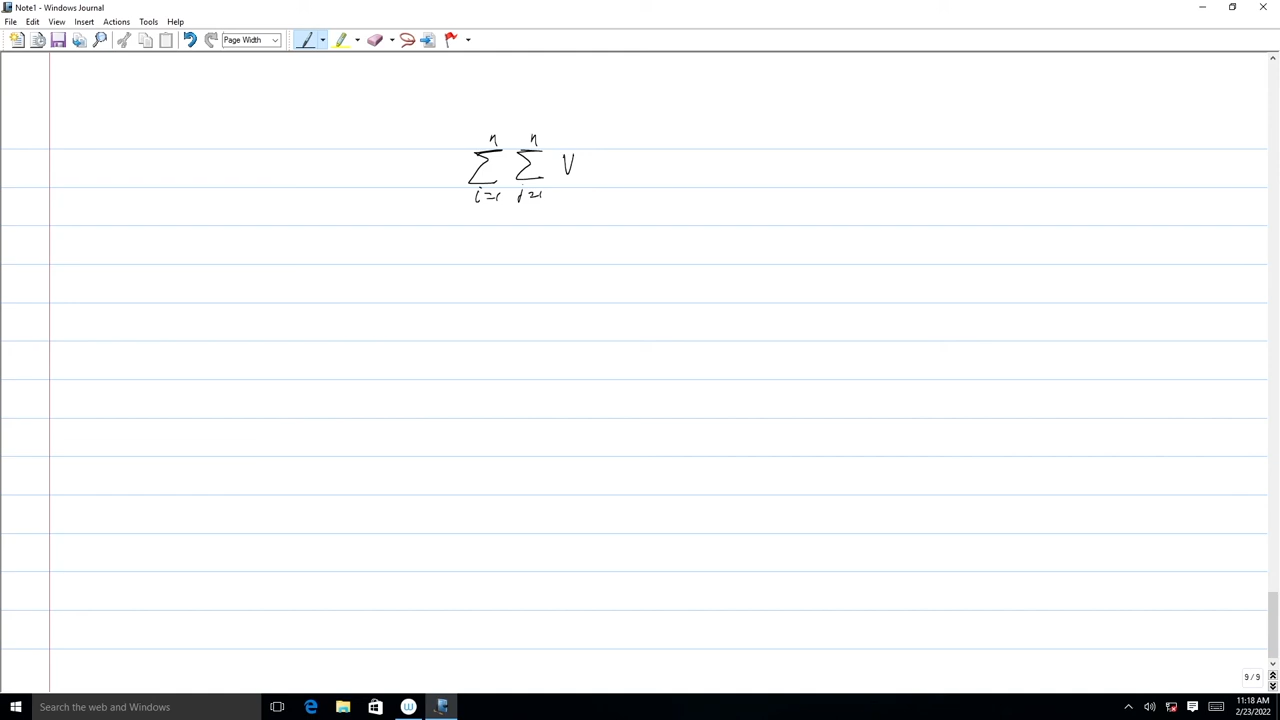 Note1 - Windows Journal
File Edit View Insert Actions Tools Help
Page Width
n n
∑ ∑ V
i=1 j=1
9 / 9
Search the web and Windows
11:18 AM
2/23/2022